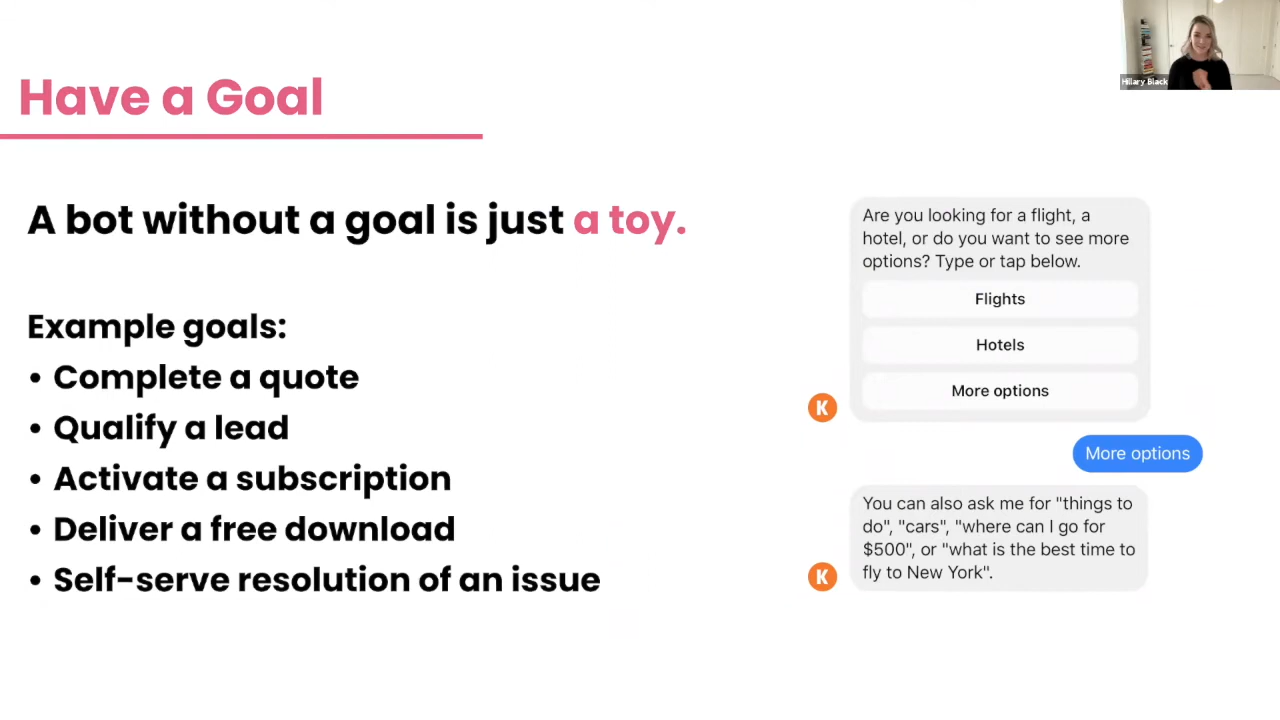 Have a Goal
Hillary Black
A bot without a goal is just a toy.
Example goals:
• Complete a quote
• Qualify a lead
• Activate a subscription
• Deliver a free download
• Self-serve resolution of an issue
Are you looking for a flight, a
hotel, or do you want to see more
options? Type or tap below.
Flights
Hotels
More options
K
More options
You can also ask me for "things to
do", "cars", "where can I go for
$500", or "what is the best time to
fly to New York".
K